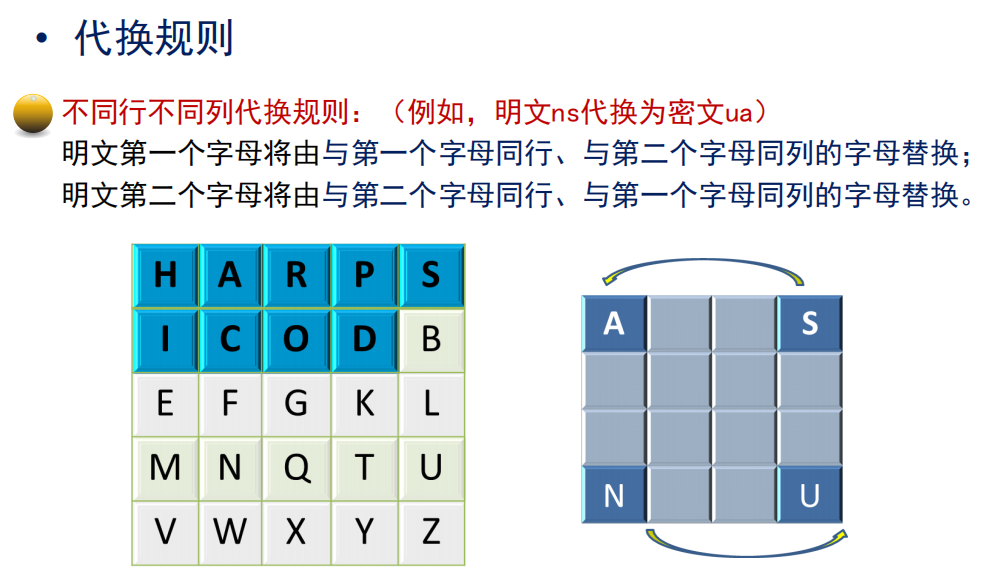 • 代换规则
不同行不同列代换规则：（例如，明文ns代换为密文ua）
明文第一个字母将由与第一个字母同行、与第二个字母同列的字母替换；
明文第二个字母将由与第二个字母同行、与第一个字母同列的字母替换。
H A R P S
I C O D B
E F G K L
M N Q T U
V W X Y Z
A S
N U